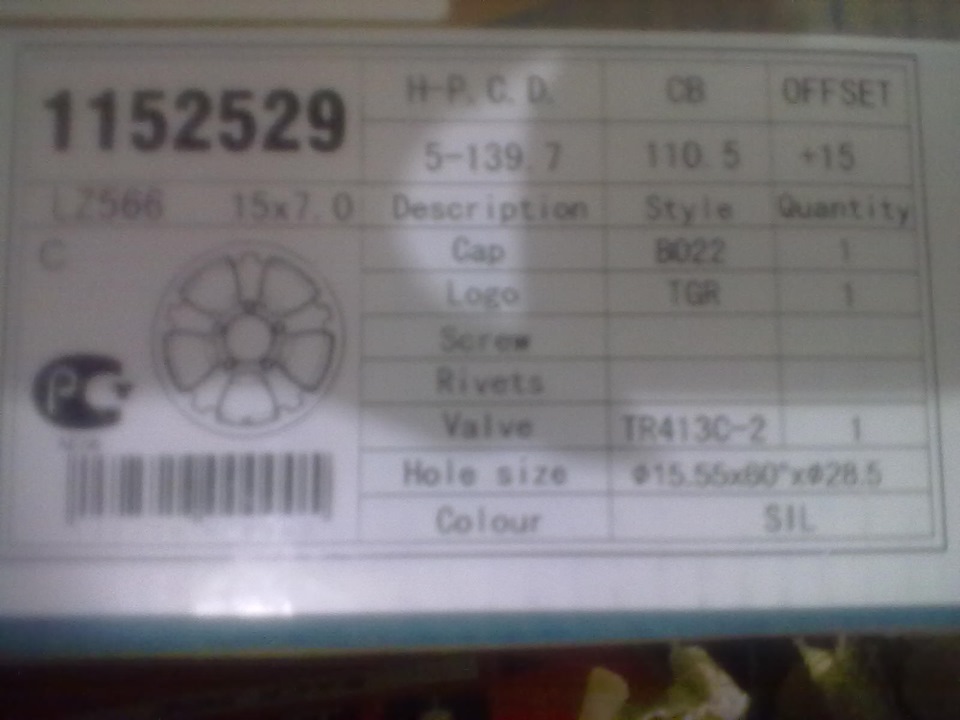 1152529
H-P.C.D. CB OFFSET
5-139.7 110.5 +15
LZ566 15x7.0
Description Style Quantity
C
Cap B022 1
Logo TGR 1
Screw
Rivets
Valve TR413C-2 1
Hole size Φ15.55x60°xΦ28.5
Colour SIL
PC